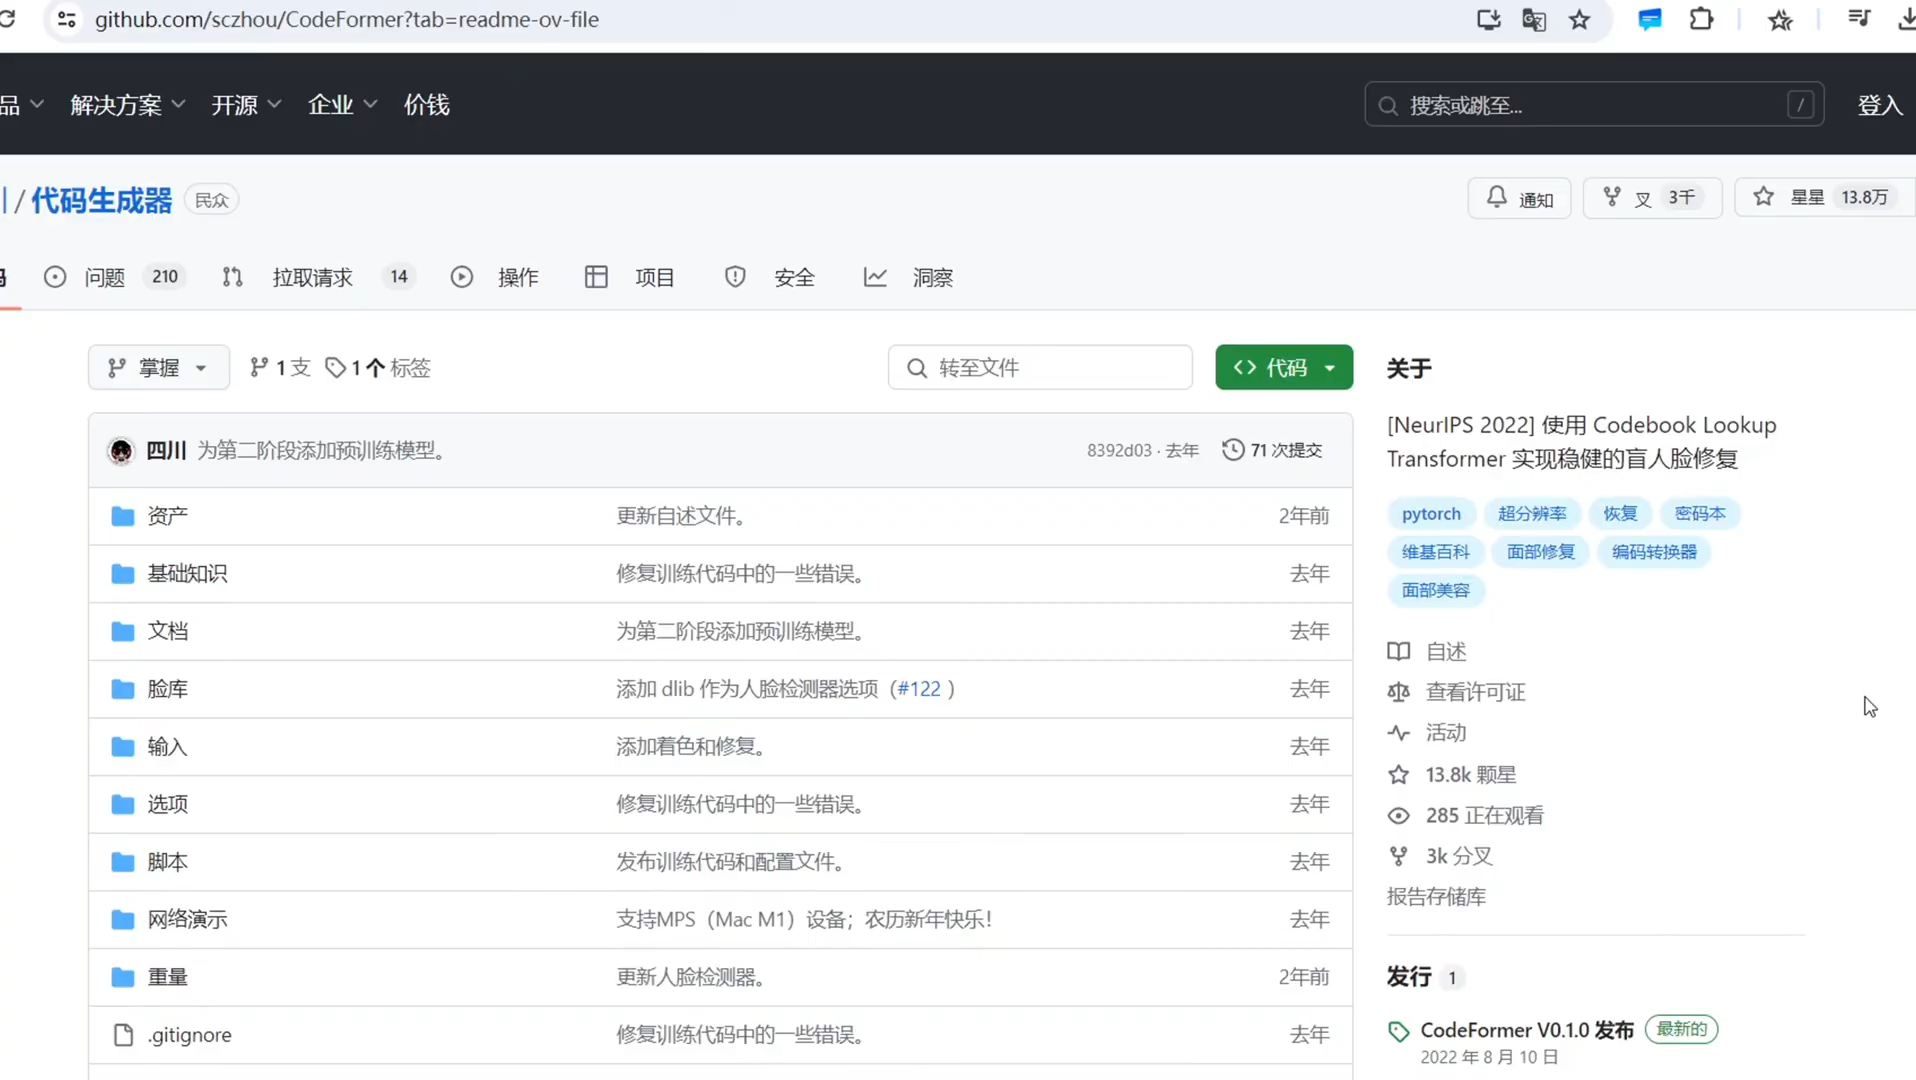 github.com/sczhou/CodeFormer?tab=readme-ov-file
品 解决方案 开源 企业 价钱 搜索或跳至... / 登入
/ 代码生成器 民众 通知 叉 3千 星星 13.8万
问题 210 拉取请求 14 操作 项目 安全 洞察
掌握 1 支 1个 标签 转至文件 <> 代码
四川 为第二阶段添加预训练模型。 8392d03 · 去年 71 次提交
资产 更新自述文件。 2年前
基础知识 修复训练代码中的一些错误。 去年
文档 为第二阶段添加预训练模型。 去年
脸库 添加 dlib 作为人脸检测器选项（#122 ） 去年
输入 添加着色和修复。 去年
选项 修复训练代码中的一些错误。 去年
脚本 发布训练代码和配置文件。 去年
网络演示 支持MPS（Mac M1）设备；农历新年快乐！ 去年
重量 更新人脸检测器。 2年前
.gitignore 修复训练代码中的一些错误。 去年
关于
[NeurIPS 2022] 使用 Codebook Lookup
Transformer 实现稳健的盲人脸修复
pytorch 超分辨率 恢复 密码本
维基百科 面部修复 编码转换器
面部美容
自述
查看许可证
活动
13.8k 颗星
285 正在观看
3k 分叉
报告存储库
发行 1
CodeFormer V0.1.0 发布 最新的
2022 年 8 月 10 日